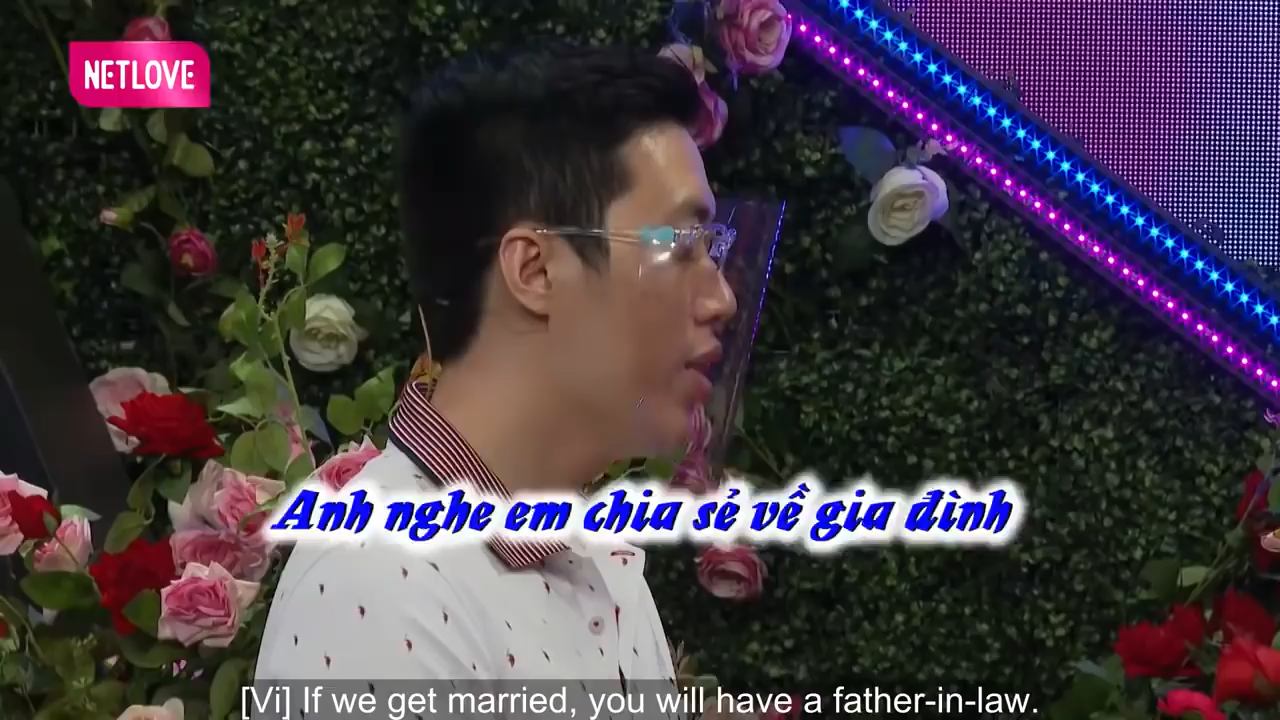 NETLOVE
Anh nghe em chia sẻ về gia đình
[Vi] If we get married, you will have a father-in-law.